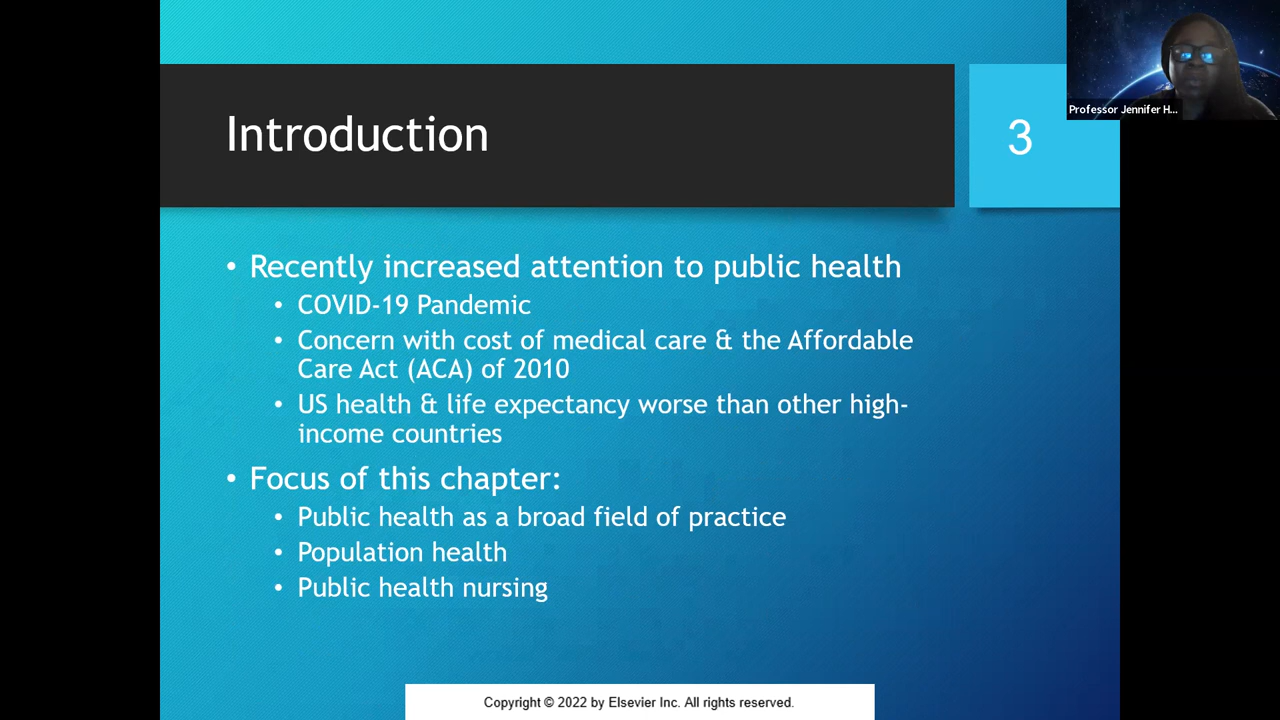 Introduction
3
Professor Jennifer H...
• Recently increased attention to public health
• COVID-19 Pandemic
• Concern with cost of medical care & the Affordable
Care Act (ACA) of 2010
• US health & life expectancy worse than other high-
income countries
• Focus of this chapter:
• Public health as a broad field of practice
• Population health
• Public health nursing
Copyright © 2022 by Elsevier Inc. All rights reserved.